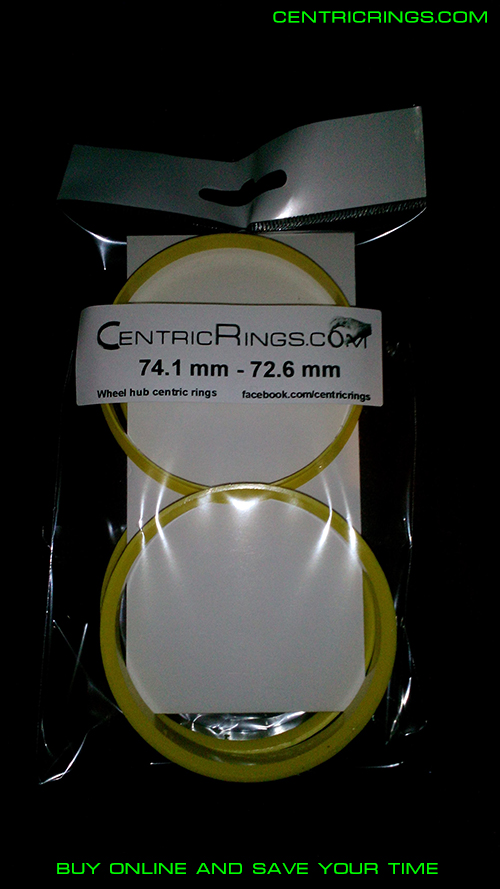 CENTRICRINGS.COM
CENTRICRINGS.COM
74.1 mm - 72.6 mm
Wheel hub centric rings facebook.com/centricrings
BUY ONLINE AND SAVE YOUR TIME